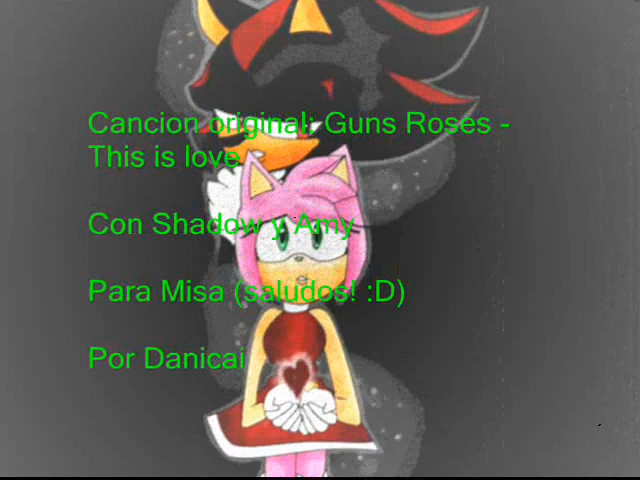 Cancion original: Guns Roses -
This is love
Con Shadow y Amy
Para Misa (saludos! :D)
Por Danicai